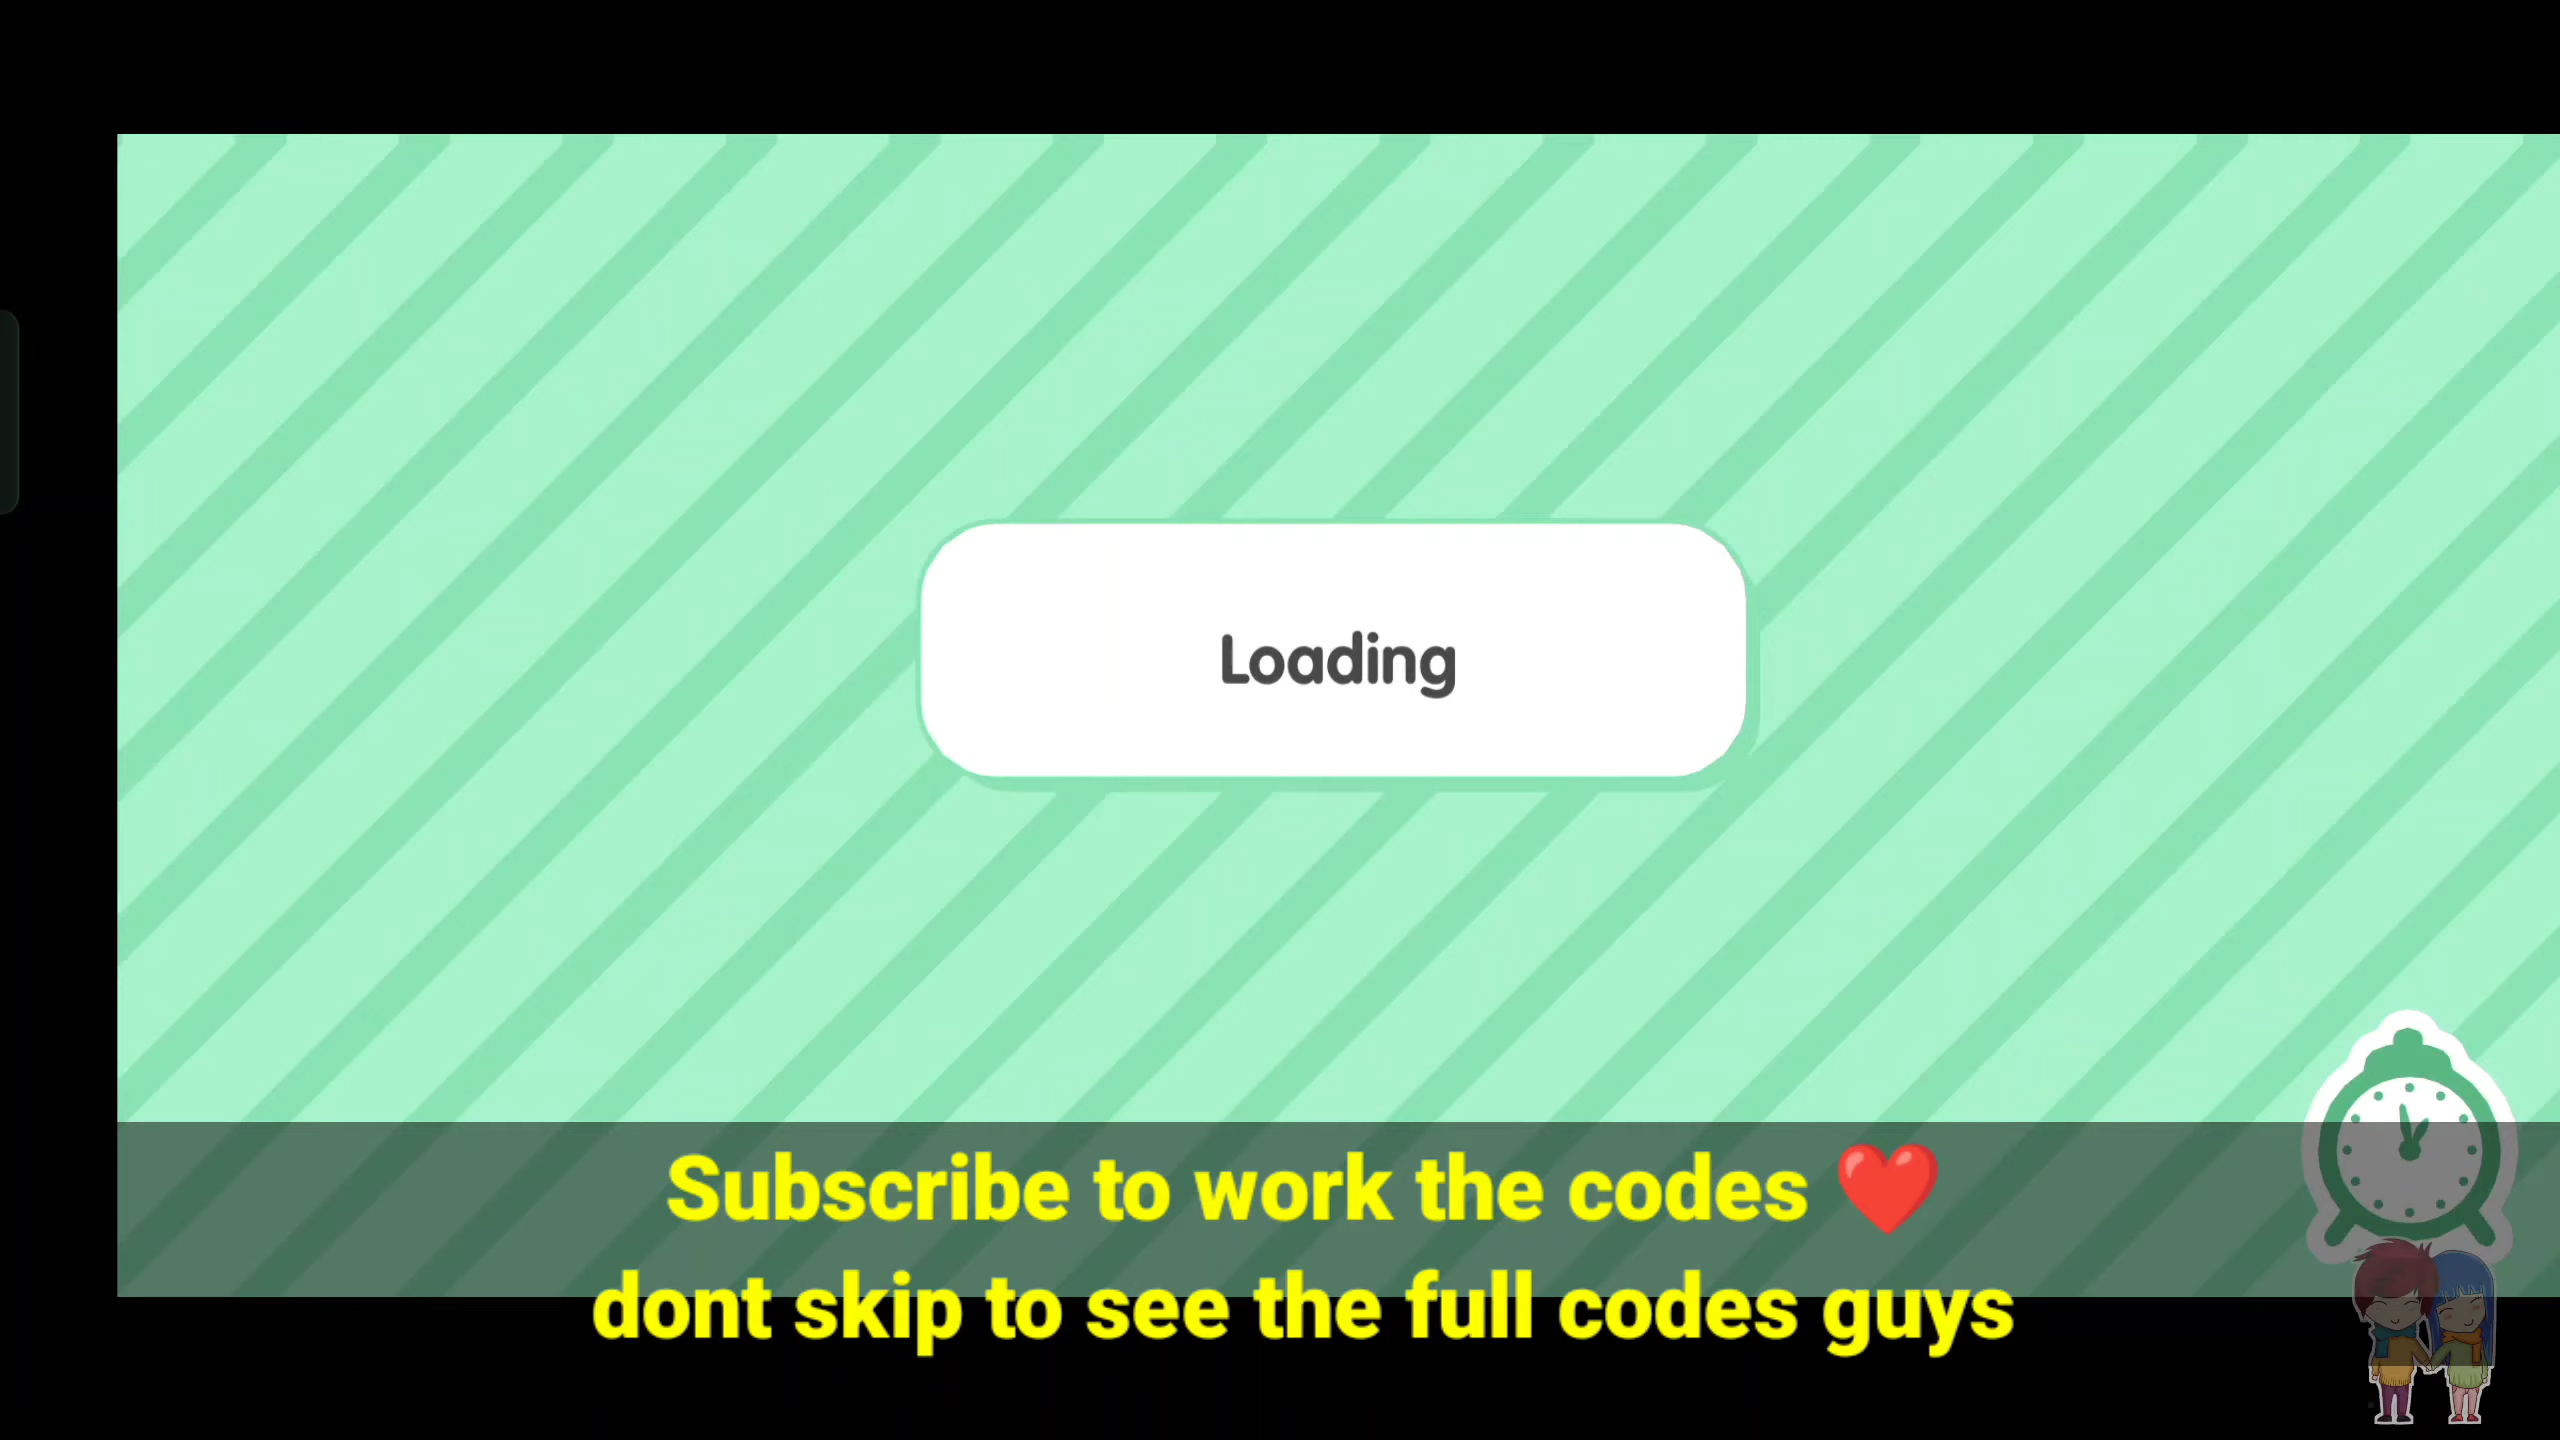 Loading
Subscribe to work the codes ❤️
dont skip to see the full codes guys